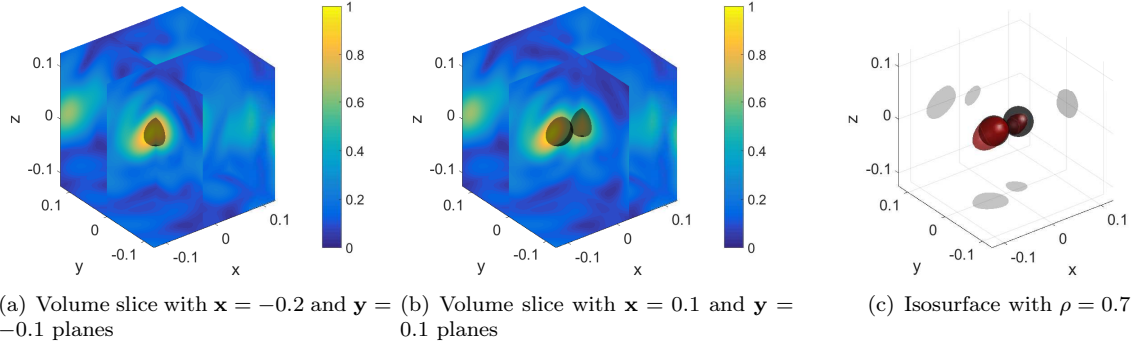 1
0.8
0.6
0.4
0.2
0
0.1
0
-0.1
z
0.1
0
-0.1
y
-0.1
0
0.1
x
1
0.8
0.6
0.4
0.2
0
0.1
0
-0.1
z
0.1
0
-0.1
y
-0.1
0
0.1
x
0.1
0
-0.1
z
0.1
0
-0.1
y
-0.1
0
0.1
x
(a) Volume slice with x = −0.2 and y =
−0.1 planes
(b) Volume slice with x = 0.1 and y =
0.1 planes
(c) Isosurface with ρ = 0.7